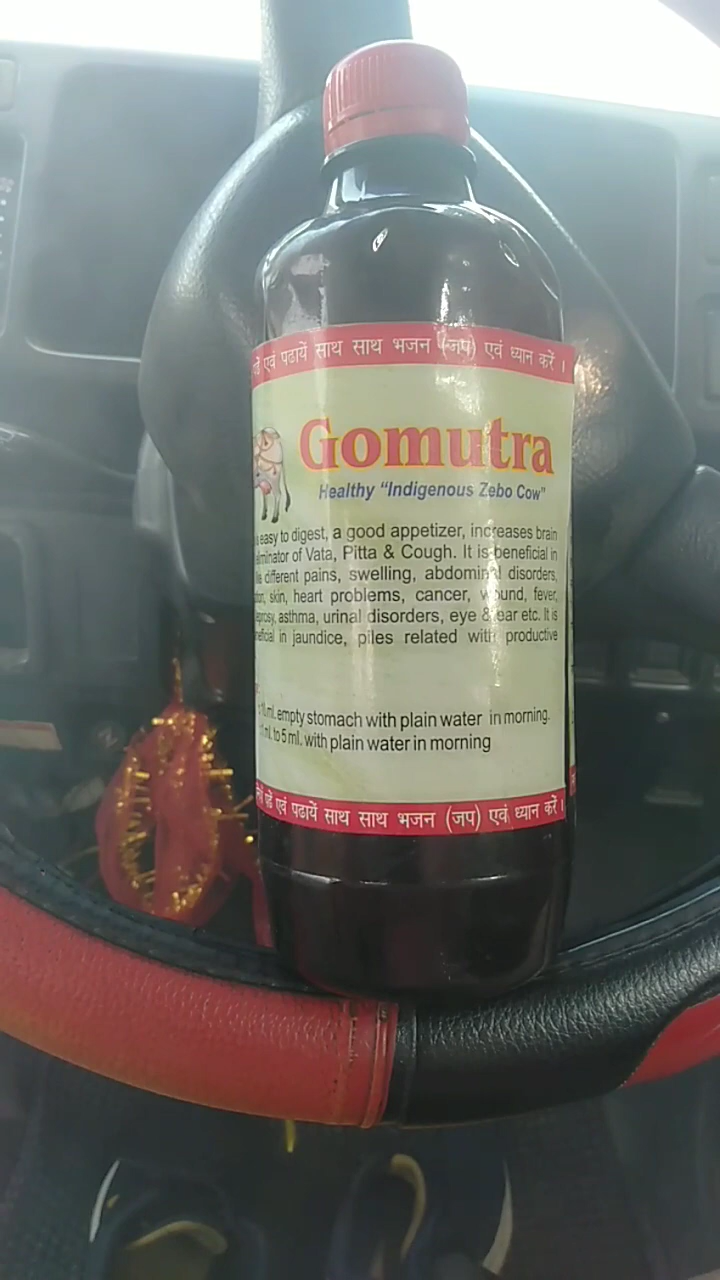 एवं पढायें साथ साथ भजन (जप) एवं ध्यान करें ।
Gomutra
Healthy "Indigenous Zebo Cow"
easy to digest, a good appetizer, increases brain
of Vata, Pitta & Cough. It is beneficial in
different pains, swelling, abdominal disorders,
skin, heart problems, cancer, wound, fever,
asthma, urinal disorders, eye & ear etc. It is
in jaundice, piles related with productive
empty stomach with plain water in morning.
ml. to 5 ml. with plain water in morning
पढें एवं पढायें साथ साथ भजन (जप) एवं ध्यान करें ।